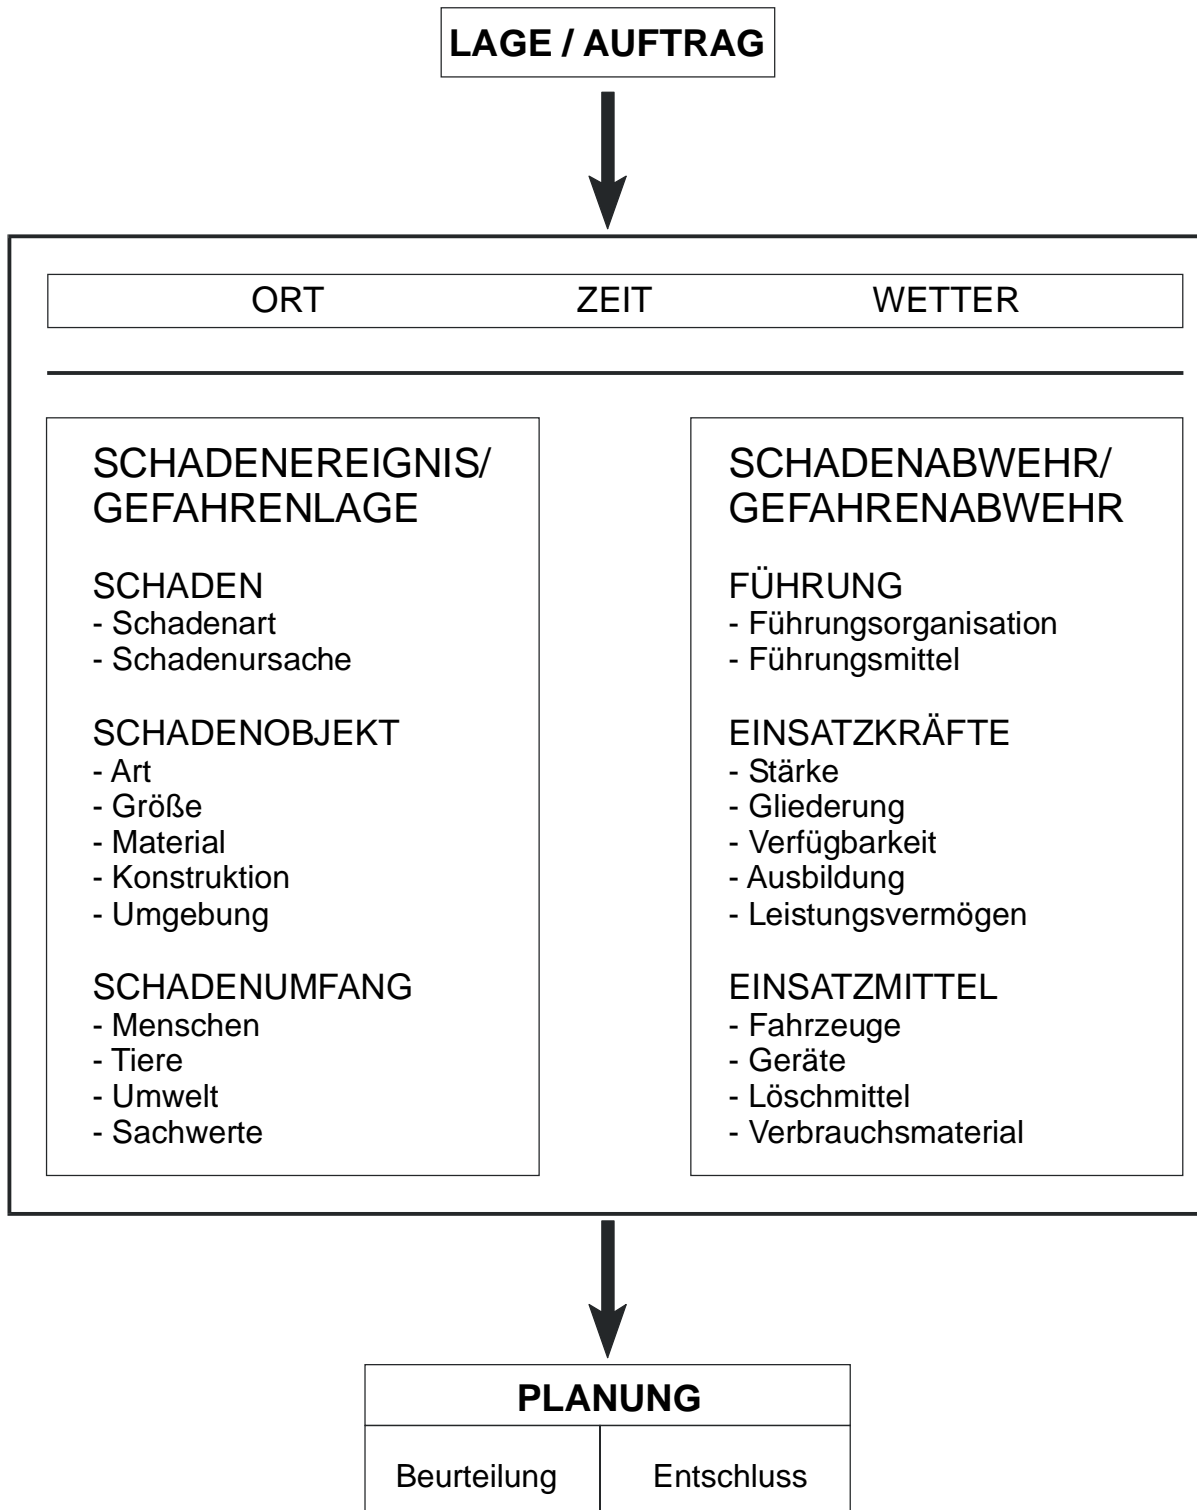 LAGE / AUFTRAG
ORT ZEIT WETTER
SCHADENEREIGNIS/
GEFAHRENLAGE
SCHADEN
- Schadenart
- Schadenursache
SCHADENOBJEKT
- Art
- Größe
- Material
- Konstruktion
- Umgebung
SCHADENUMFANG
- Menschen
- Tiere
- Umwelt
- Sachwerte
SCHADENABWEHR/
GEFAHRENABWEHR
FÜHRUNG
- Führungsorganisation
- Führungsmittel
EINSATZKRÄFTE
- Stärke
- Gliederung
- Verfügbarkeit
- Ausbildung
- Leistungsvermögen
EINSATZMITTEL
- Fahrzeuge
- Geräte
- Löschmittel
- Verbrauchsmaterial
PLANUNG
Beurteilung Entschluss